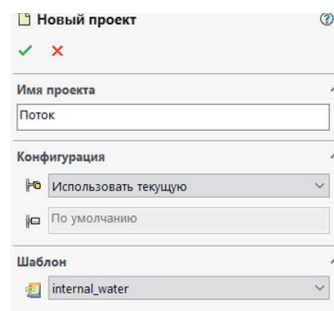 Новый проект
Имя проекта
Поток
Конфигурация
Использовать текущую
По умолчанию
Шаблон
internal_water